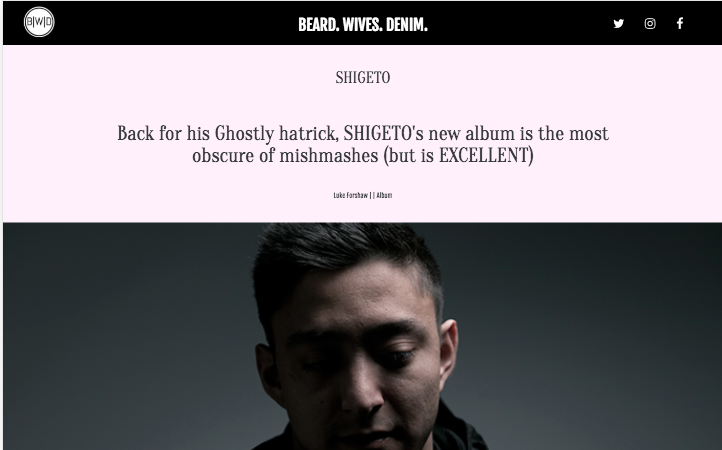 B|W|D
BEARD. WIVES. DENIM.
SHIGETO
Back for his Ghostly hatrick, SHIGETO's new album is the most
obscure of mishmashes (but is EXCELLENT)
Luke Forshaw | | Album